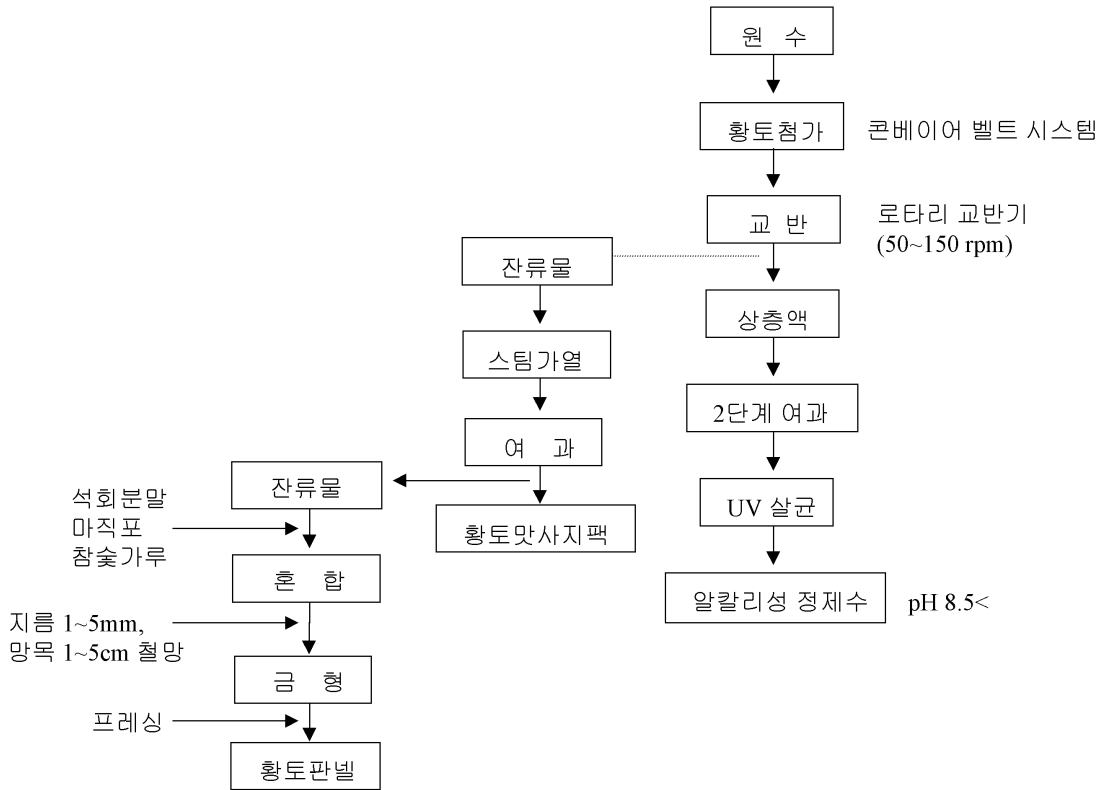 원 수
황토첨가
콘베이어 벨트 시스템
교 반
로타리 교반기
(50~150 rpm)
잔류물
상층액
스팀가열
2단계 여과
여 과
잔류물
석회분말
마직포
참숯가루
황토맛사지팩
UV 살균
혼 합
알칼리성 정제수
pH 8.5<
지름 1~5mm,
망목 1~5cm 철망
금 형
프레싱
황토판넬